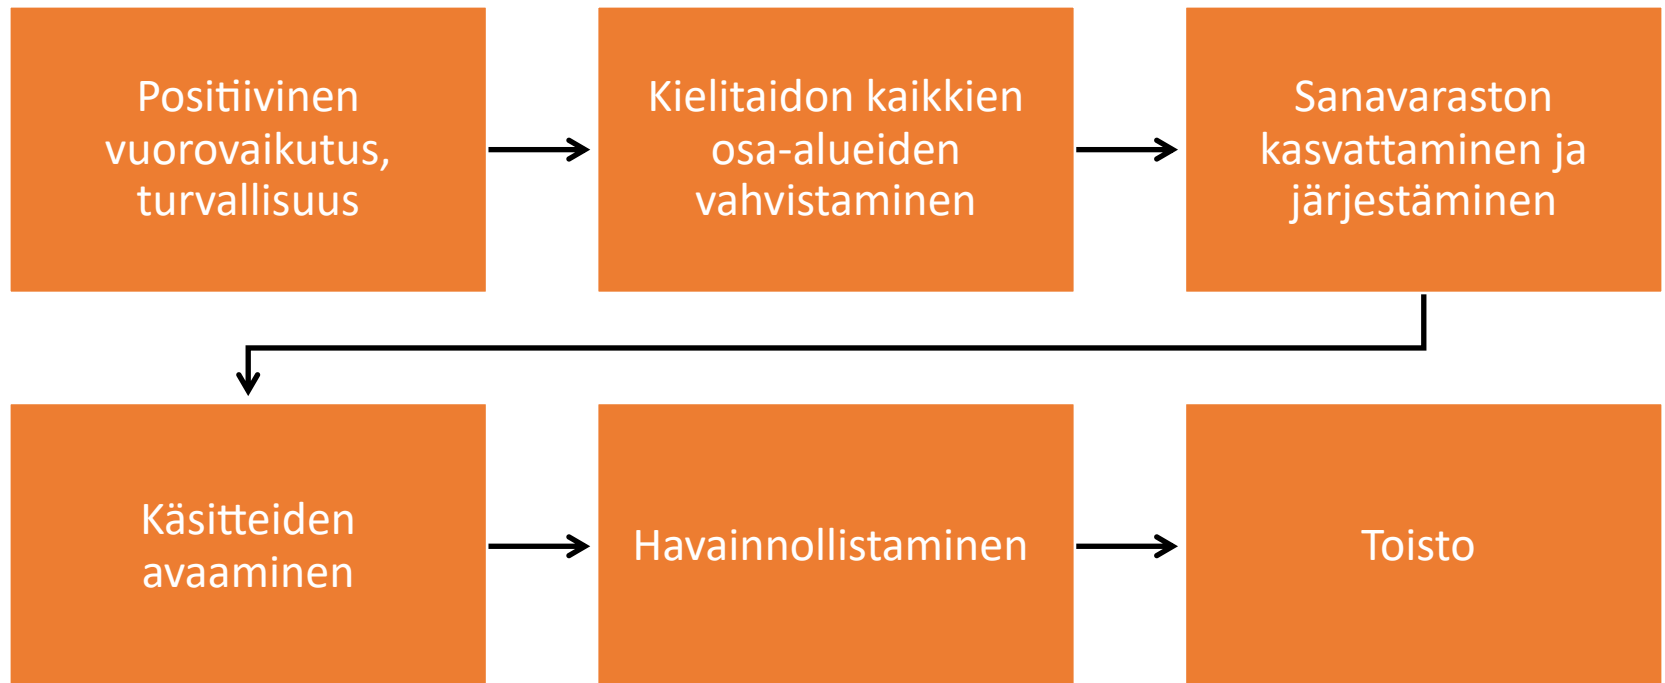 Positiivinen
vuorovaikutus,
turvallisuus
Kielitaidon kaikkien
osa-alueiden
vahvistaminen
Sanavaraston
kasvattaminen ja
järjestäminen
Käsitteiden
avaaminen
Havainnollistaminen
Toisto